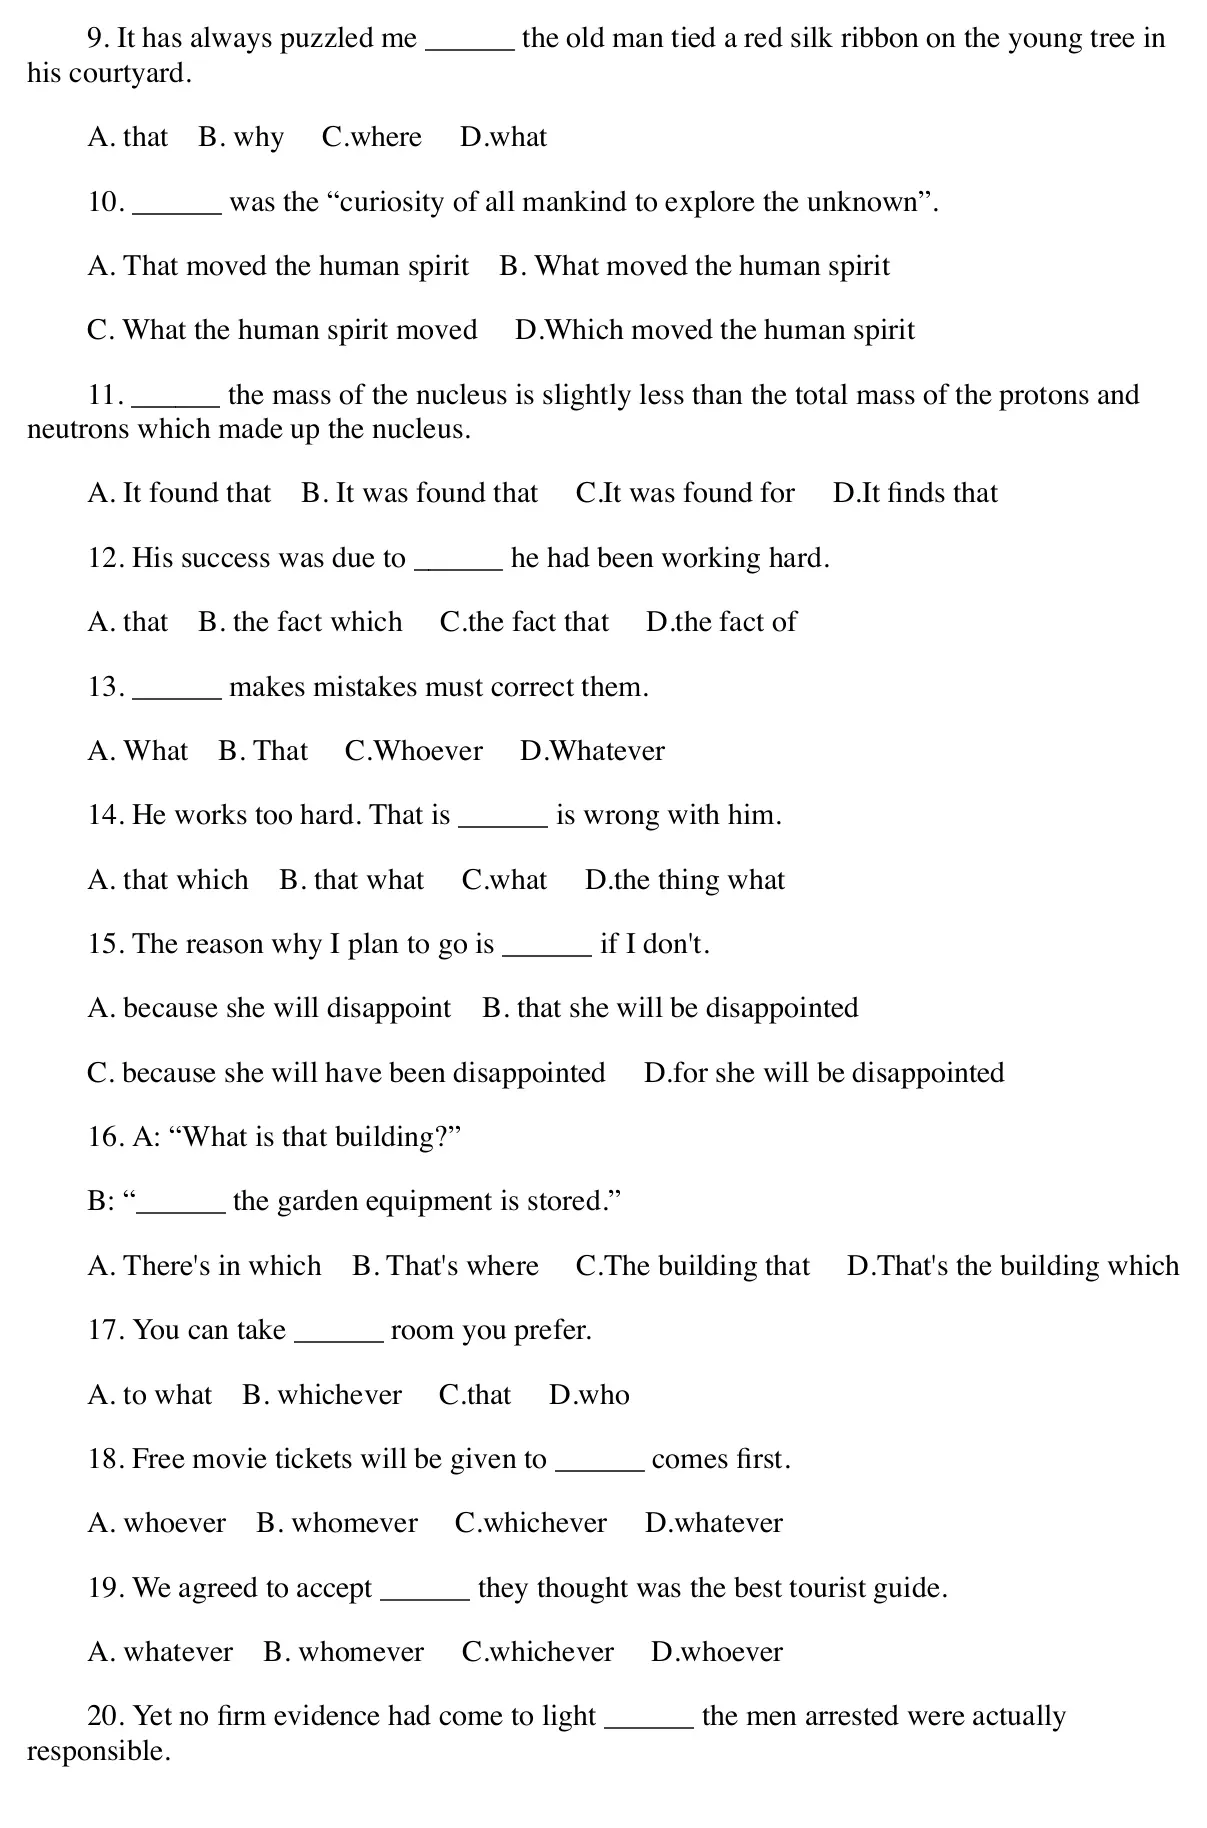 9. It has always puzzled me ______ the old man tied a red silk ribbon on the young tree in
his courtyard.
A. that B. why C.where D.what
10. ______ was the “curiosity of all mankind to explore the unknown”.
A. That moved the human spirit B. What moved the human spirit
C. What the human spirit moved D.Which moved the human spirit
11. ______ the mass of the nucleus is slightly less than the total mass of the protons and
neutrons which made up the nucleus.
A. It found that B. It was found that C.It was found for D.It finds that
12. His success was due to ______ he had been working hard.
A. that B. the fact which C.the fact that D.the fact of
13. ______ makes mistakes must correct them.
A. What B. That C.Whoever D.Whatever
14. He works too hard. That is ______ is wrong with him.
A. that which B. that what C.what D.the thing what
15. The reason why I plan to go is ______ if I don't.
A. because she will disappoint B. that she will be disappointed
C. because she will have been disappointed D.for she will be disappointed
16. A: “What is that building?”
B: “______ the garden equipment is stored.”
A. There's in which B. That's where C.The building that D.That's the building which
17. You can take ______ room you prefer.
A. to what B. whichever C.that D.who
18. Free movie tickets will be given to ______ comes first.
A. whoever B. whomever C.whichever D.whatever
19. We agreed to accept ______ they thought was the best tourist guide.
A. whatever B. whomever C.whichever D.whoever
20. Yet no firm evidence had come to light ______ the men arrested were actually
responsible.